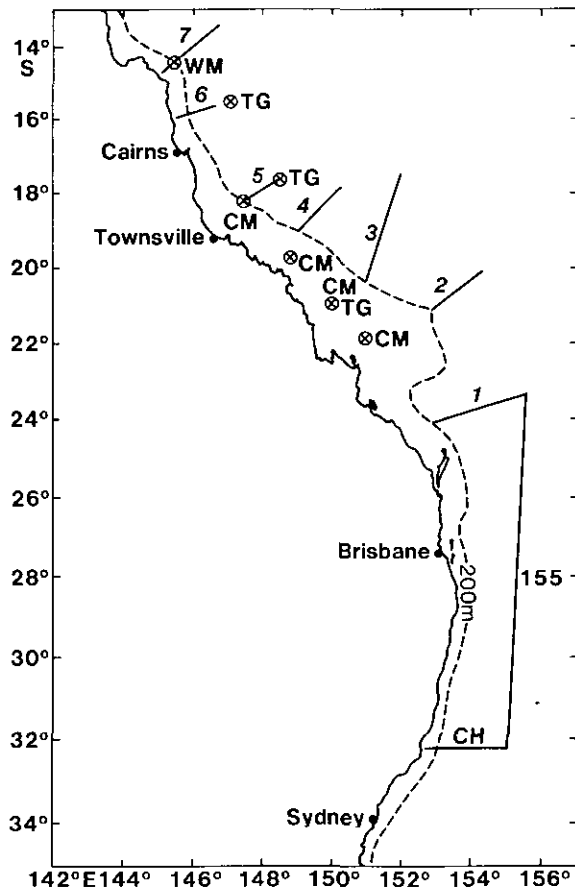 14°
S
7
WM
16°
6
TG
Cairns
5
TG
18°
CM
4
3
Townsville
CM
20°
CM
2
TG
CM
22°
1
24°
26°
Brisbane
28°
200m
155
30°
32°
CH
Sydney
34°
142°E 144° 146° 148° 150° 152° 154° 156°